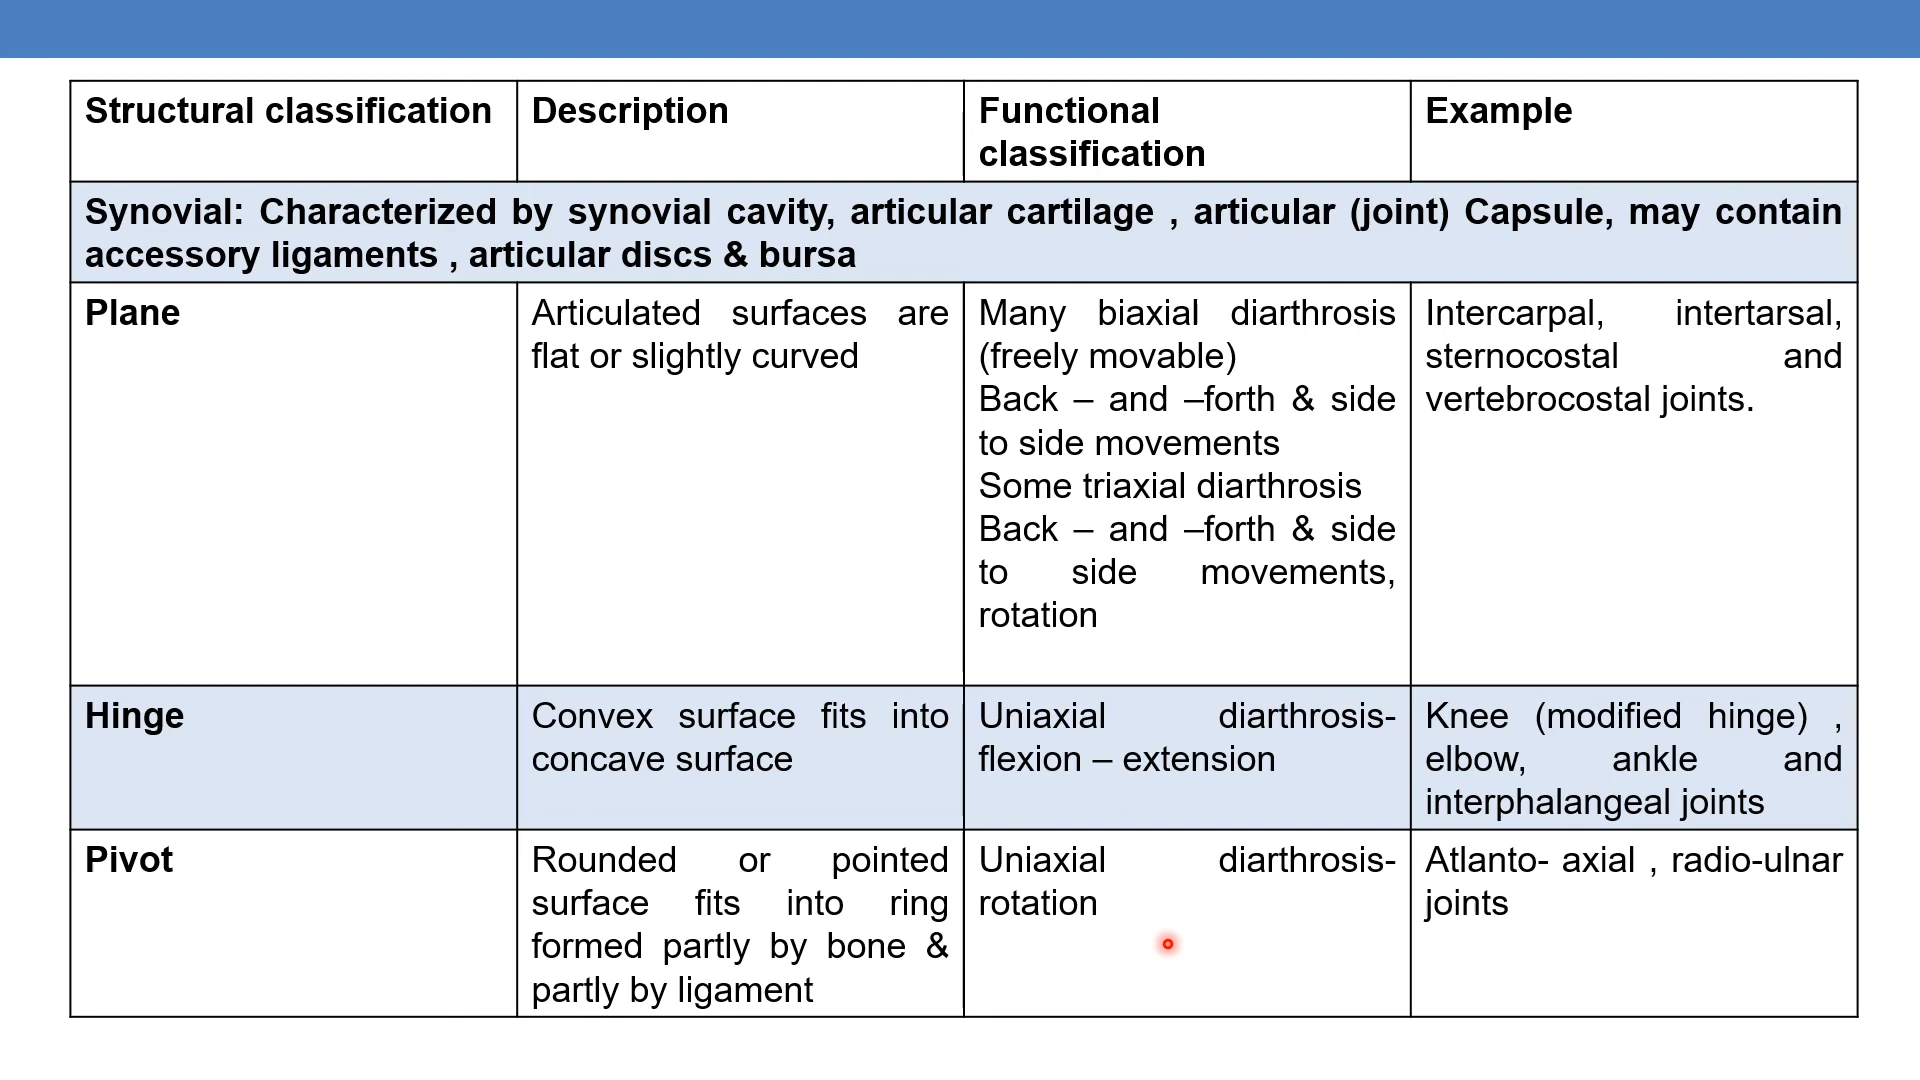 Structural classification
Description
Functional
classification
Example
Synovial: Characterized by synovial cavity, articular cartilage , articular (joint) Capsule, may contain
accessory ligaments , articular discs & bursa
Plane
Articulated surfaces are
flat or slightly curved
Many biaxial diarthrosis
(freely movable)
Back – and –forth & side
to side movements
Some triaxial diarthrosis
Back – and –forth & side
to side movements,
rotation
Intercarpal, intertarsal,
sternocostal and
vertebrocostal joints.
Hinge
Convex surface fits into
concave surface
Uniaxial diarthrosis-
flexion – extension
Knee (modified hinge) ,
elbow, ankle and
interphalangeal joints
Pivot
Rounded or pointed
surface fits into ring
formed partly by bone &
partly by ligament
Uniaxial diarthrosis-
rotation
Atlanto- axial , radio-ulnar
joints